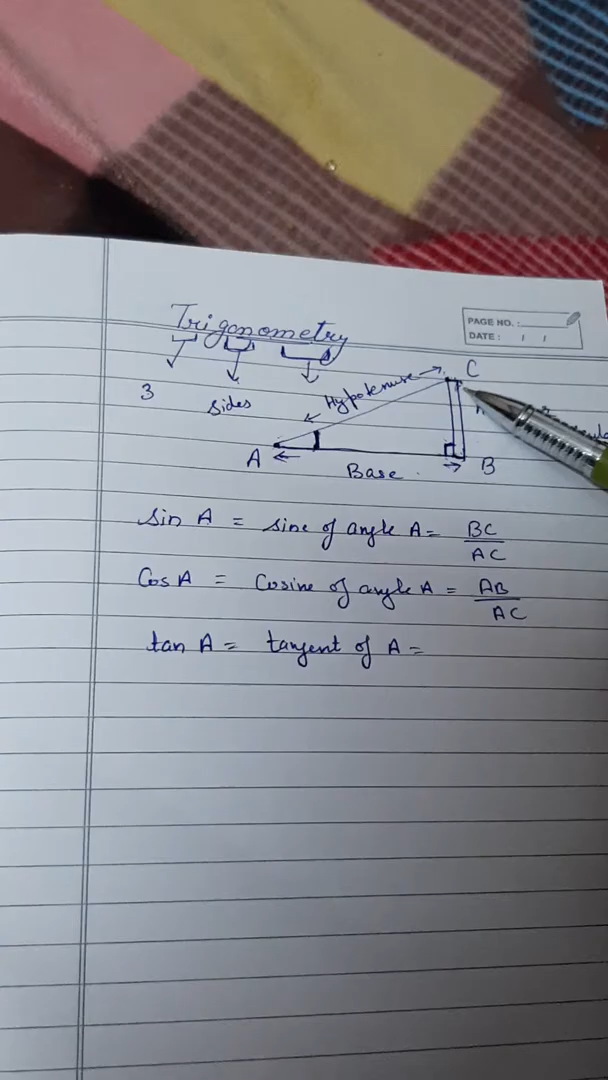 Trigonometry
PAGE NO.:
DATE: / /
3
Sides
Hypotenuse
C
A
Base
B
Sin A = Sine of angle A = BC/AC
Cos A = Cosine of angle A = AB/AC
tan A = tangent of A =